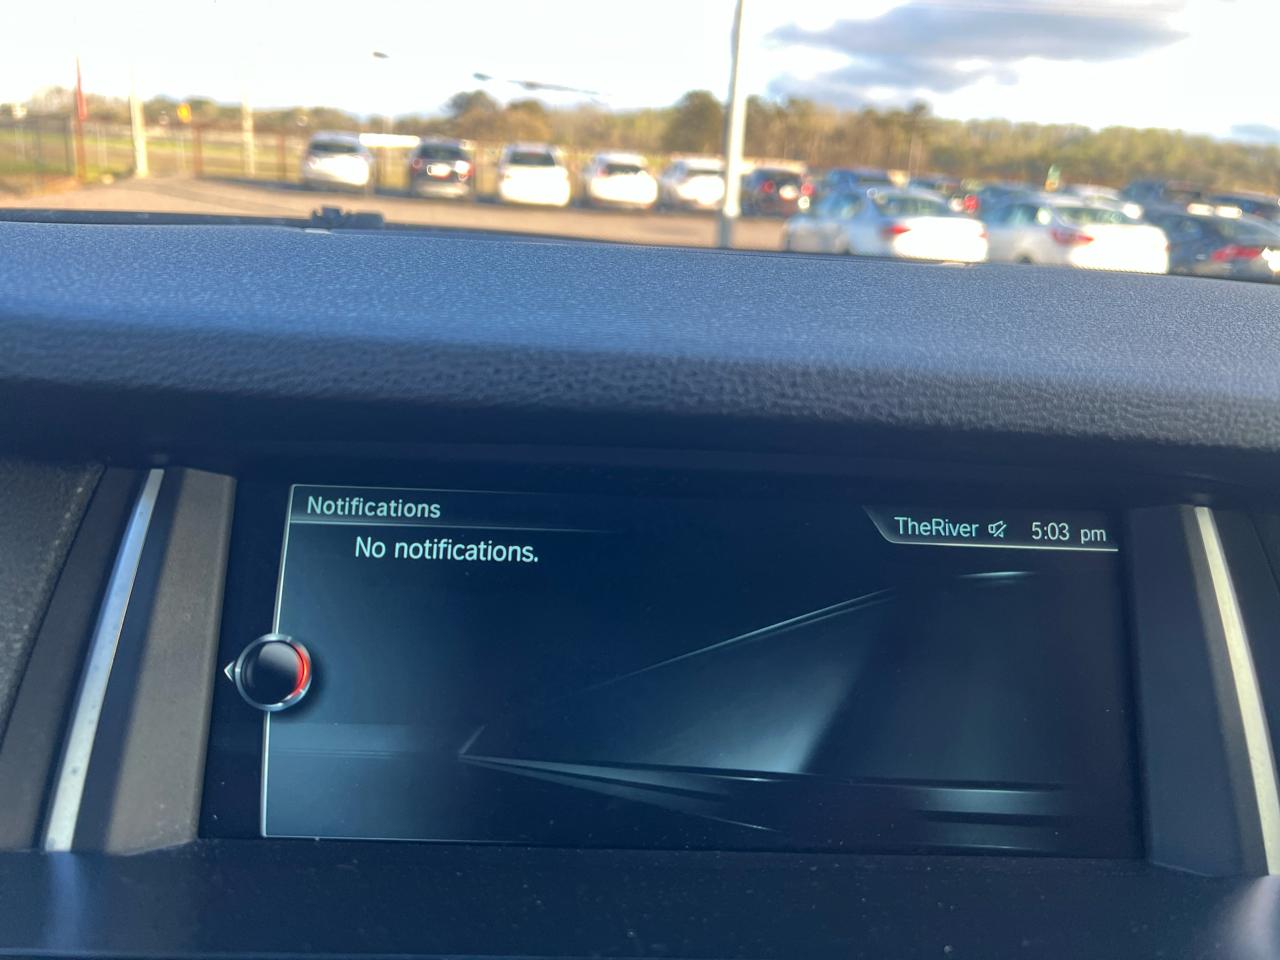 Notifications
TheRiver 5:03 pm
No notifications.